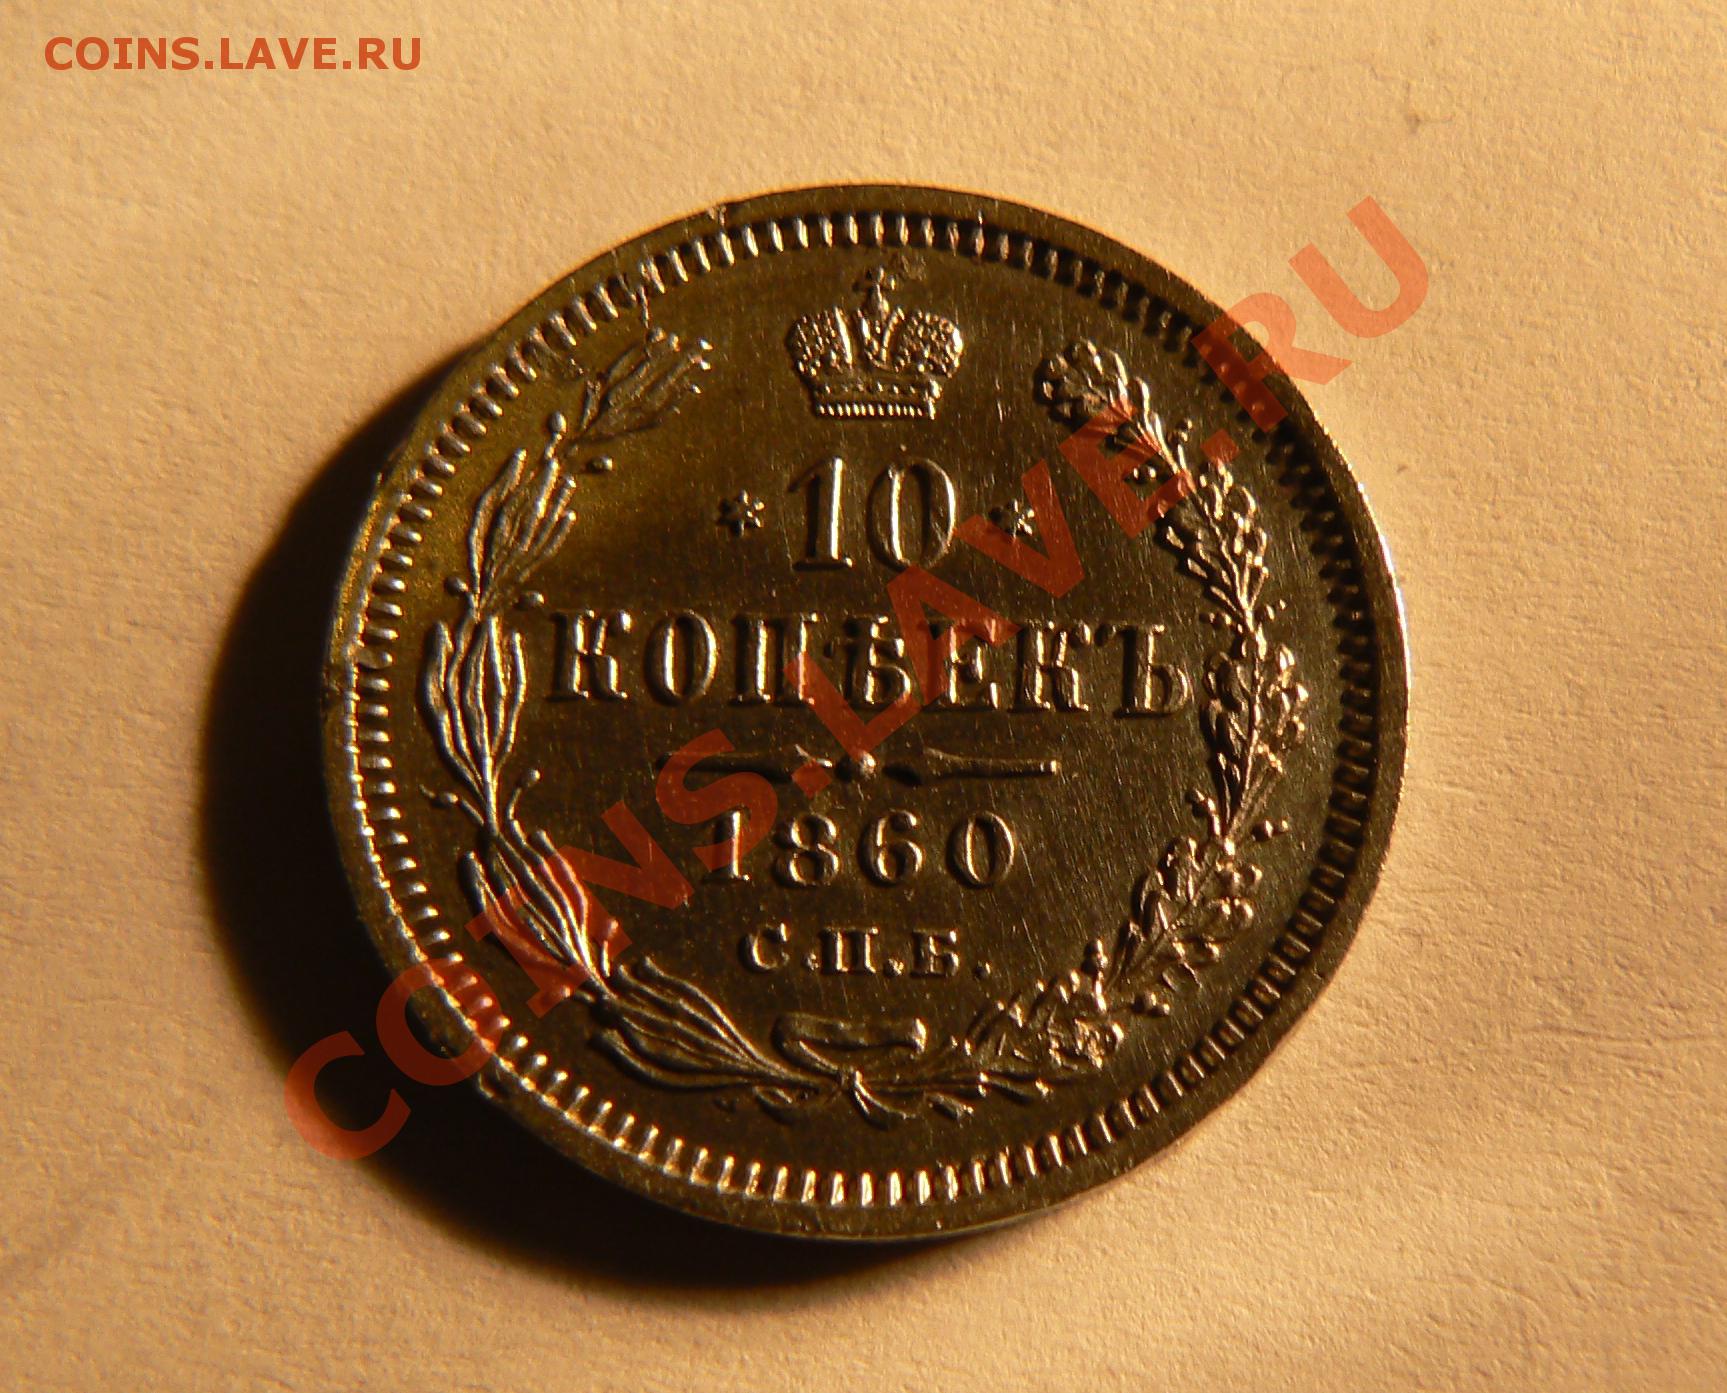 COINS.LAVE.RU
* 10 *
КОПѢЕКЪ
1860
С.П.Б.
COINS.LAVE.RU